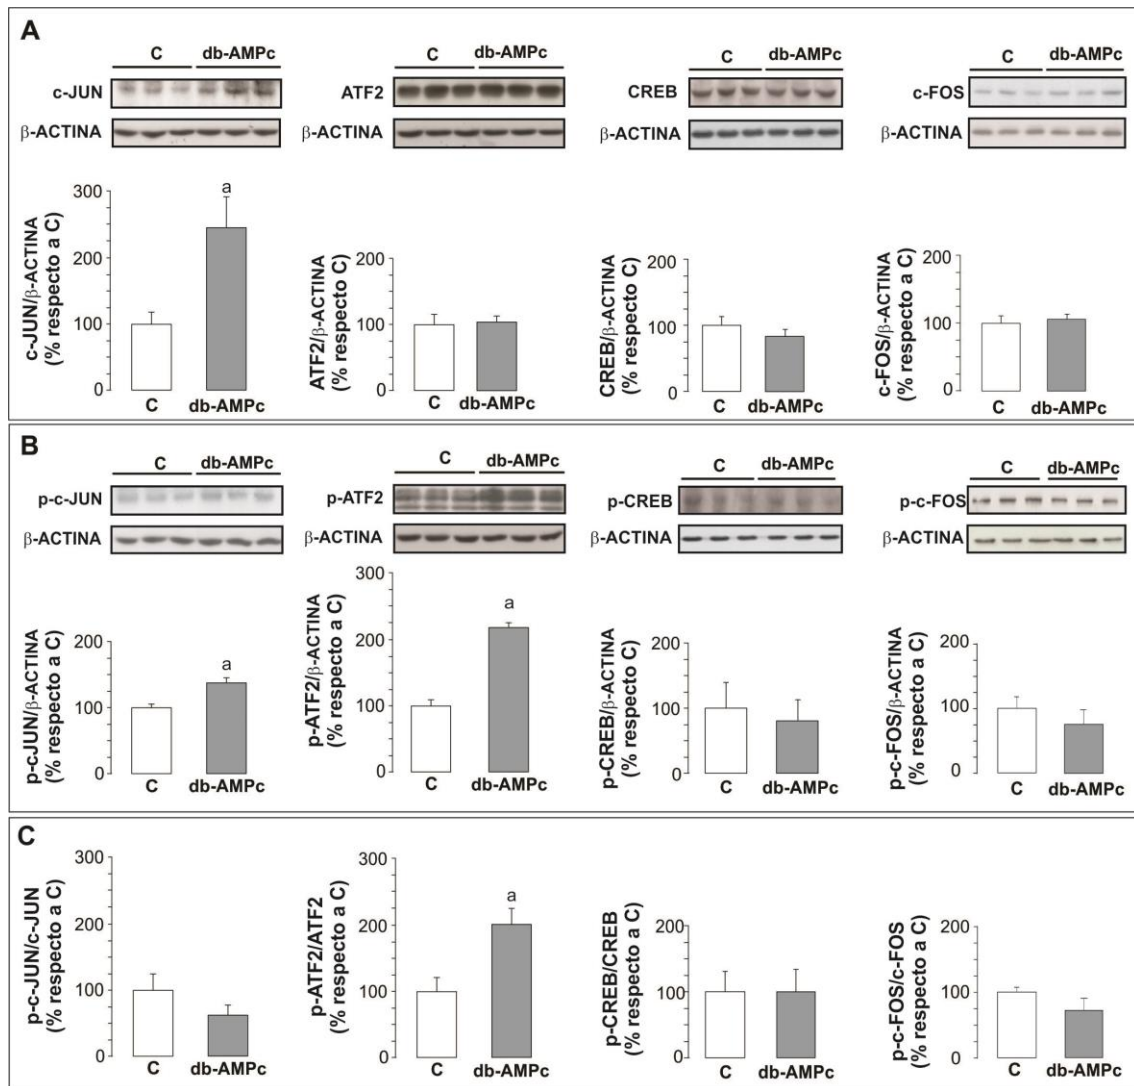 A
C db-AMPc
c-JUN
β-ACTINA
C db-AMPc
ATF2
β-ACTINA
C db-AMPc
CREB
β-ACTINA
C db-AMPc
c-FOS
β-ACTINA
c-JUN/β-ACTINA
(% respecto a C)
300
200
100
0
a
C
db-AMPc
ATF2/β-ACTINA
(% respecto C)
200
100
0
C
db-AMPc
CREB/β-ACTINA
(% respecto C)
200
100
0
C
db-AMPc
c-FOS/β-ACTINA
(% respecto a C)
200
100
0
C
db-AMPc
B
C db-AMPc
p-c-JUN
β-ACTINA
C db-AMPc
p-ATF2
β-ACTINA
C db-AMPc
p-CREB
β-ACTINA
C db-AMPc
p-c-FOS
β-ACTINA
p-cJUN/β-ACTINA
(% respecto a C)
200
100
0
a
C
db-AMPc
p-ATF2/β-ACTINA
(% respecto a C)
300
200
100
0
a
C
db-AMPc
p-CREB/β-ACTINA
(% respecto C)
200
100
0
C
db-AMPc
p-c-FOS/β-ACTINA
(% respecto a C)
200
100
0
C
db-AMPc
C
p-c-JUN/c-JUN
(% respecto a C)
300
200
100
0
C
db-AMPc
p-ATF2/ATF2
(% respecto a C)
300
200
100
0
a
C
db-AMPc
p-CREB/CREB
(% respecto a C)
200
100
0
C
db-AMPc
p-c-FOS/c-FOS
(% respecto a C)
200
100
0
C
db-AMPc